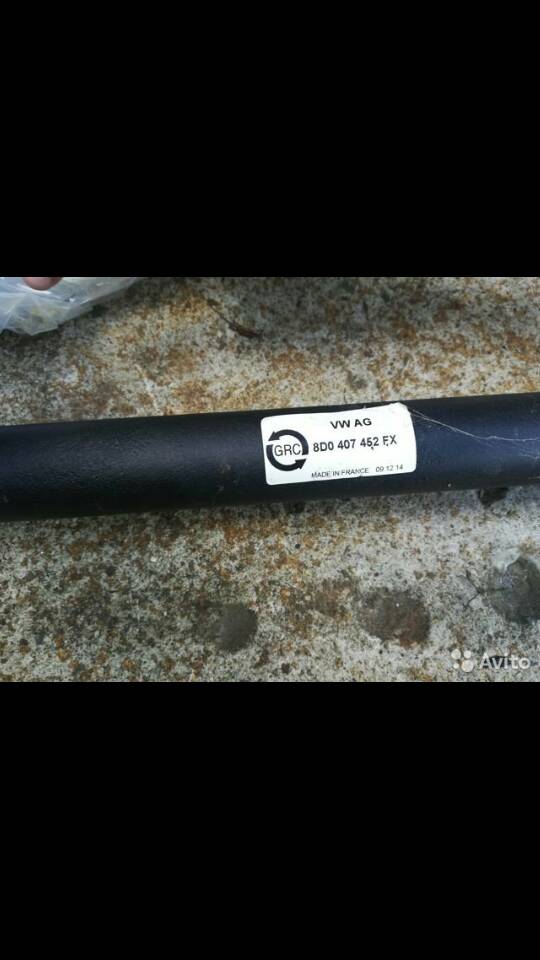 VW AG
GRC 8D0 407 452 FX
MADE IN FRANCE 09.12.14
Avito